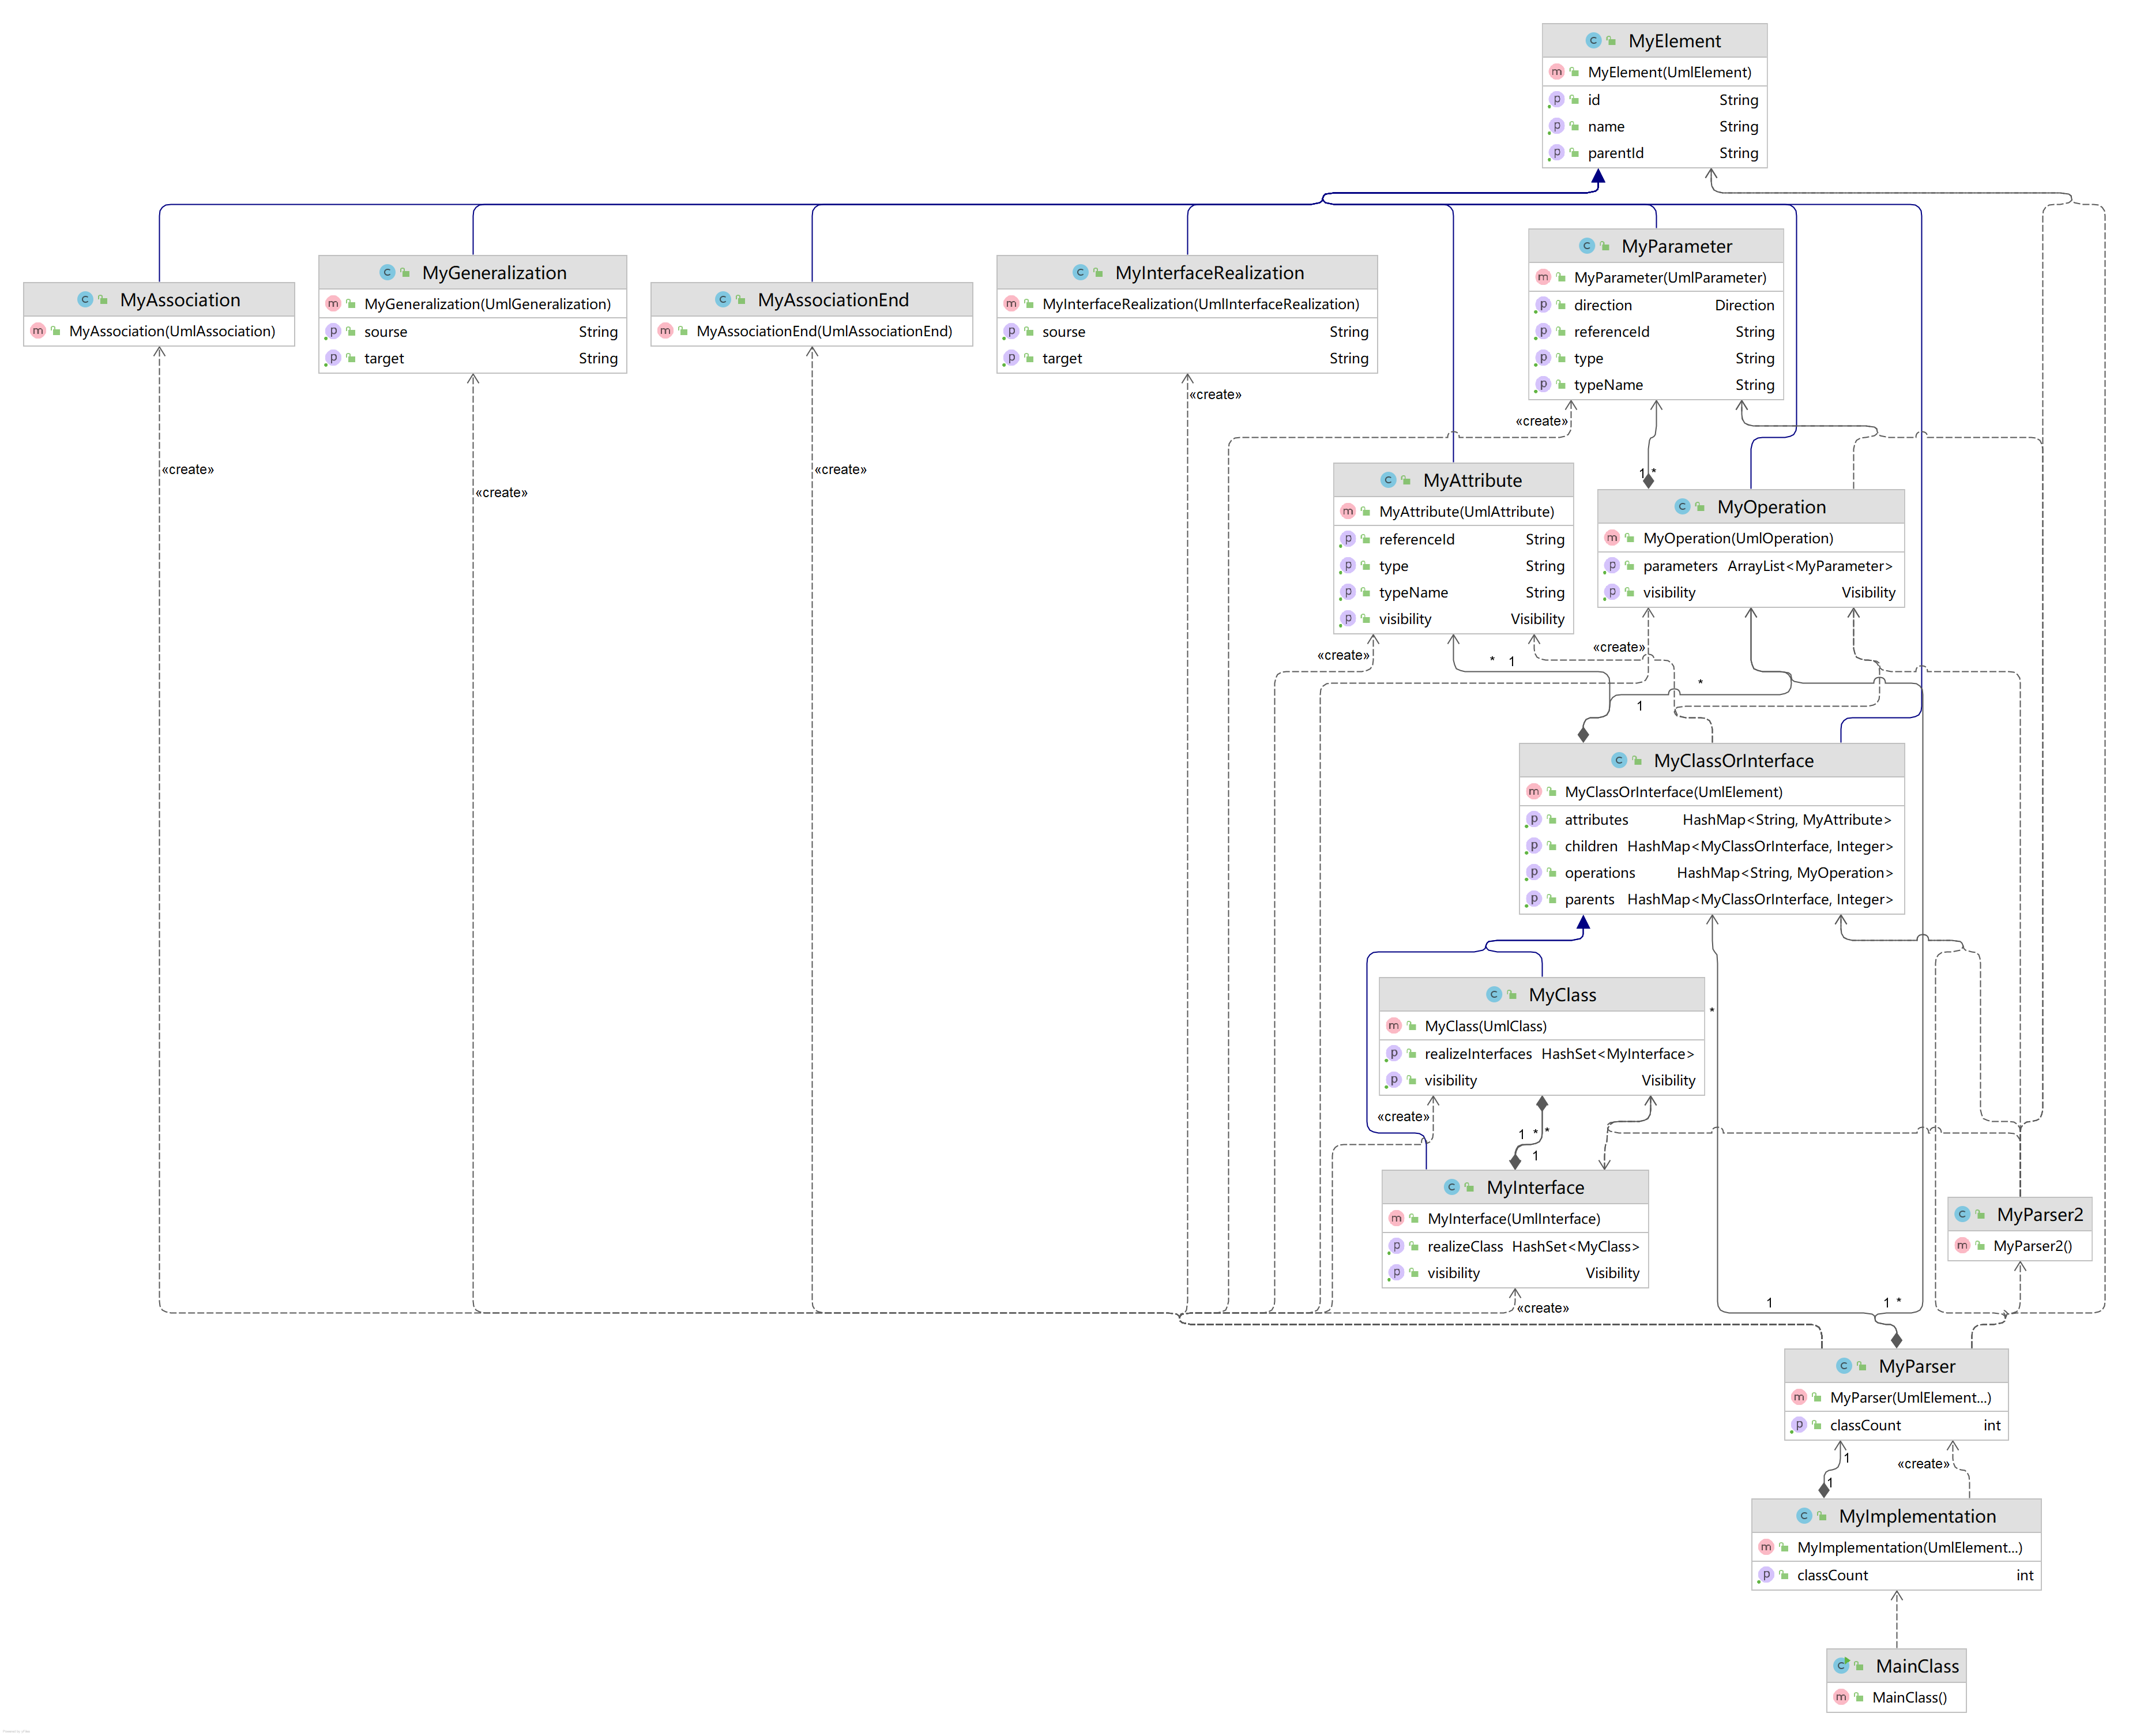 MyElement
MyElement(UmlElement)
id String
name String
parentId String
MyAssociation
MyAssociation(UmlAssociation)
MyGeneralization
MyGeneralization(UmlGeneralization)
sourse String
target String
MyAssociationEnd
MyAssociationEnd(UmlAssociationEnd)
MyInterfaceRealization
MyInterfaceRealization(UmlInterfaceRealization)
sourse String
target String
MyParameter
MyParameter(UmlParameter)
direction Direction
referenceId String
type String
typeName String
«create»
«create»
«create»
«create»
«create»
1 *
MyAttribute
MyAttribute(UmlAttribute)
referenceId String
type String
typeName String
visibility Visibility
MyOperation
MyOperation(UmlOperation)
parameters ArrayList<MyParameter>
visibility Visibility
«create»
* 1
«create»
*
1
MyClassOrInterface
MyClassOrInterface(UmlElement)
attributes HashMap<String, MyAttribute>
children HashMap<MyClassOrInterface, Integer>
operations HashMap<String, MyOperation>
parents HashMap<MyClassOrInterface, Integer>
MyClass
MyClass(UmlClass)
realizeInterfaces HashSet<MyInterface>
visibility Visibility
*
«create»
1 * *
1
MyInterface
MyInterface(UmlInterface)
realizeClass HashSet<MyClass>
visibility Visibility
MyParser2
MyParser2()
«create»
1
1 *
MyParser
MyParser(UmlElement...)
classCount int
1
1
«create»
MyImplementation
MyImplementation(UmlElement...)
classCount int
MainClass
MainClass()